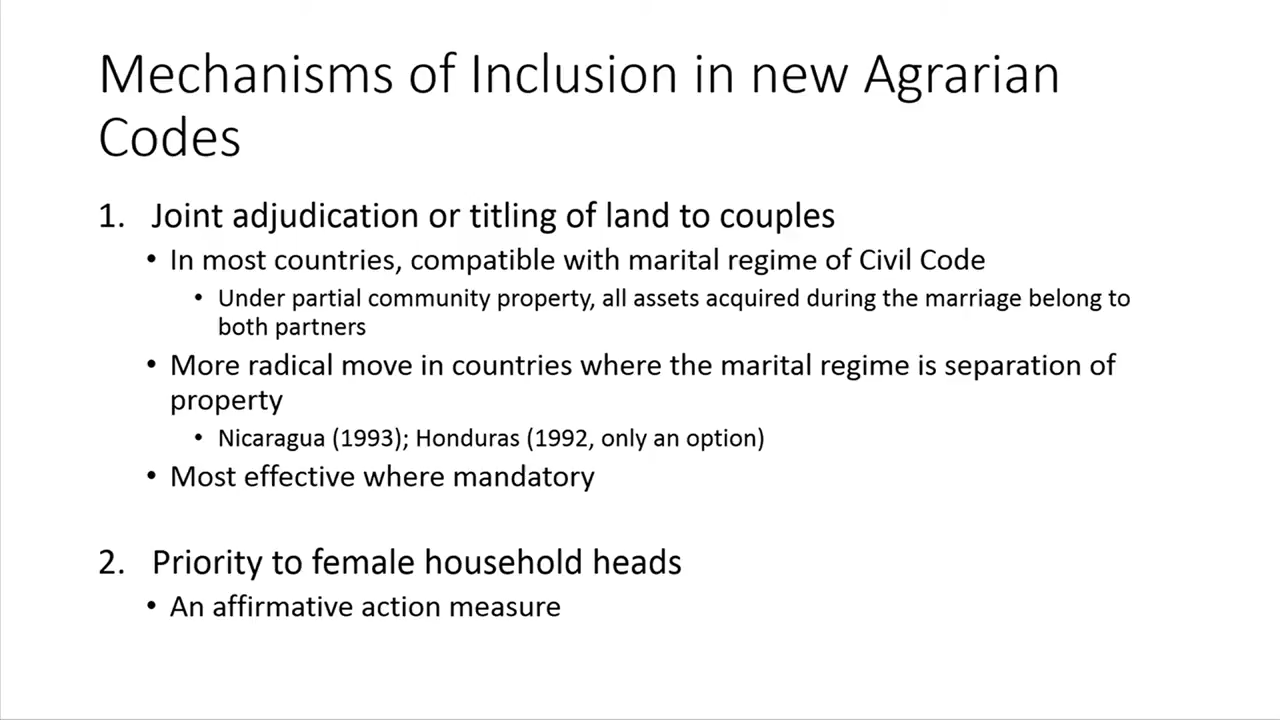 Mechanisms of Inclusion in new Agrarian
Codes
1. Joint adjudication or titling of land to couples
• In most countries, compatible with marital regime of Civil Code
• Under partial community property, all assets acquired during the marriage belong to
both partners
• More radical move in countries where the marital regime is separation of
property
• Nicaragua (1993); Honduras (1992, only an option)
• Most effective where mandatory
2. Priority to female household heads
• An affirmative action measure